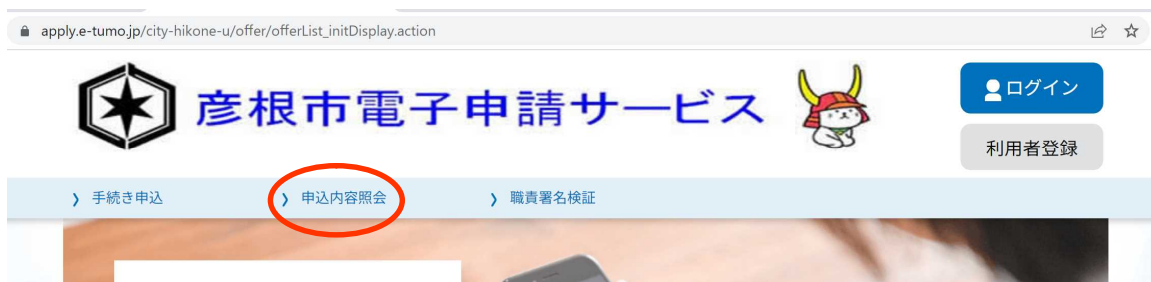 apply.e-tumo.jp/city-hikone-u/offer/offerList_initDisplay.action
彦根市電子申請サービス
ログイン
利用者登録
手続き申込
申込内容照会
職責署名検証